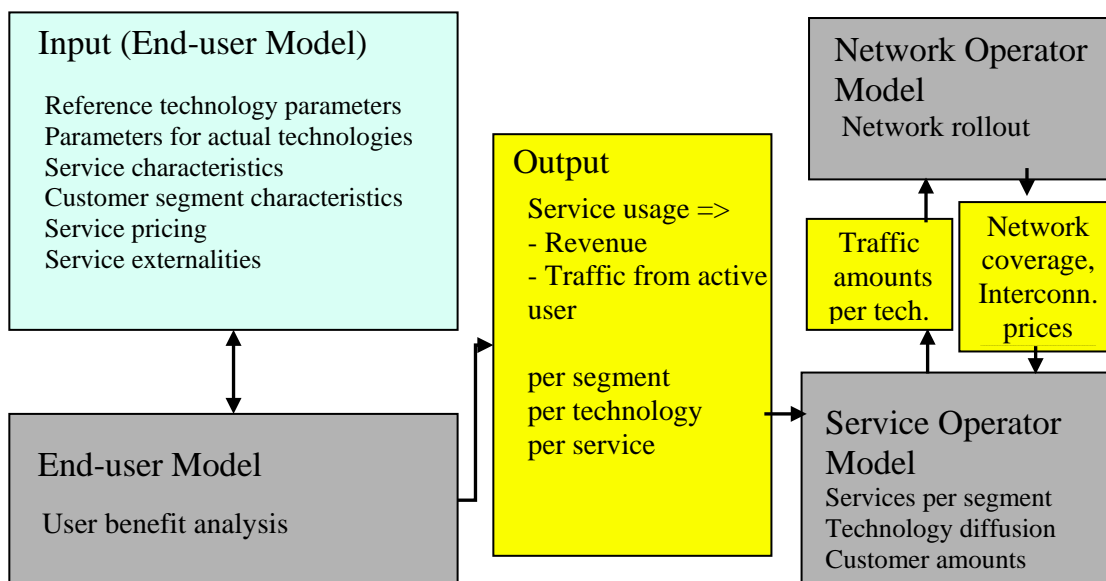 Input (End-user Model)
Reference technology parameters
Parameters for actual technologies
Service characteristics
Customer segment characteristics
Service pricing
Service externalities
End-user Model
User benefit analysis
Output
Service usage =>
- Revenue
- Traffic from active
user
per segment
per technology
per service
Network Operator
Model
Network rollout
Traffic
amounts
per tech.
Network
coverage,
Interconn.
prices
Service Operator
Model
Services per segment
Technology diffusion
Customer amounts